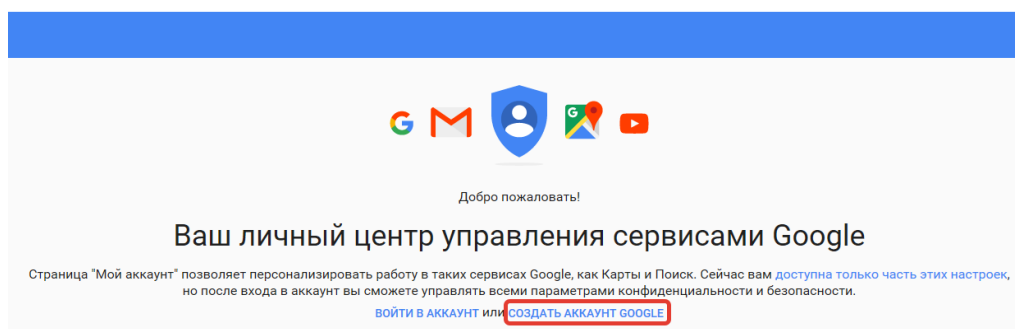 Добро пожаловать!
Ваш личный центр управления сервисами Google
Страница "Мой аккаунт" позволяет персонализировать работу в таких сервисах Google, как Карты и Поиск. Сейчас вам доступна только часть этих настроек,
но после входа в аккаунт вы сможете управлять всеми параметрами конфиденциальности и безопасности.
ВОЙТИ В АККАУНТ или СОЗДАТЬ АККАУНТ GOOGLE